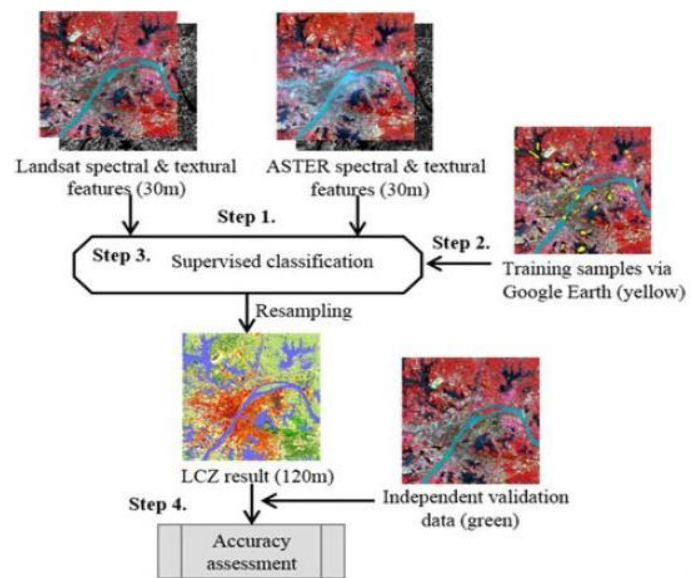 Landsat spectral & textural
features (30m)
ASTER spectral & textural
features (30m)
Step 1.
Step 2.
Training samples via
Google Earth (yellow)
Step 3.
Supervised classification
Resampling
LCZ result (120m)
Independent validation
data (green)
Step 4.
Accuracy
assessment